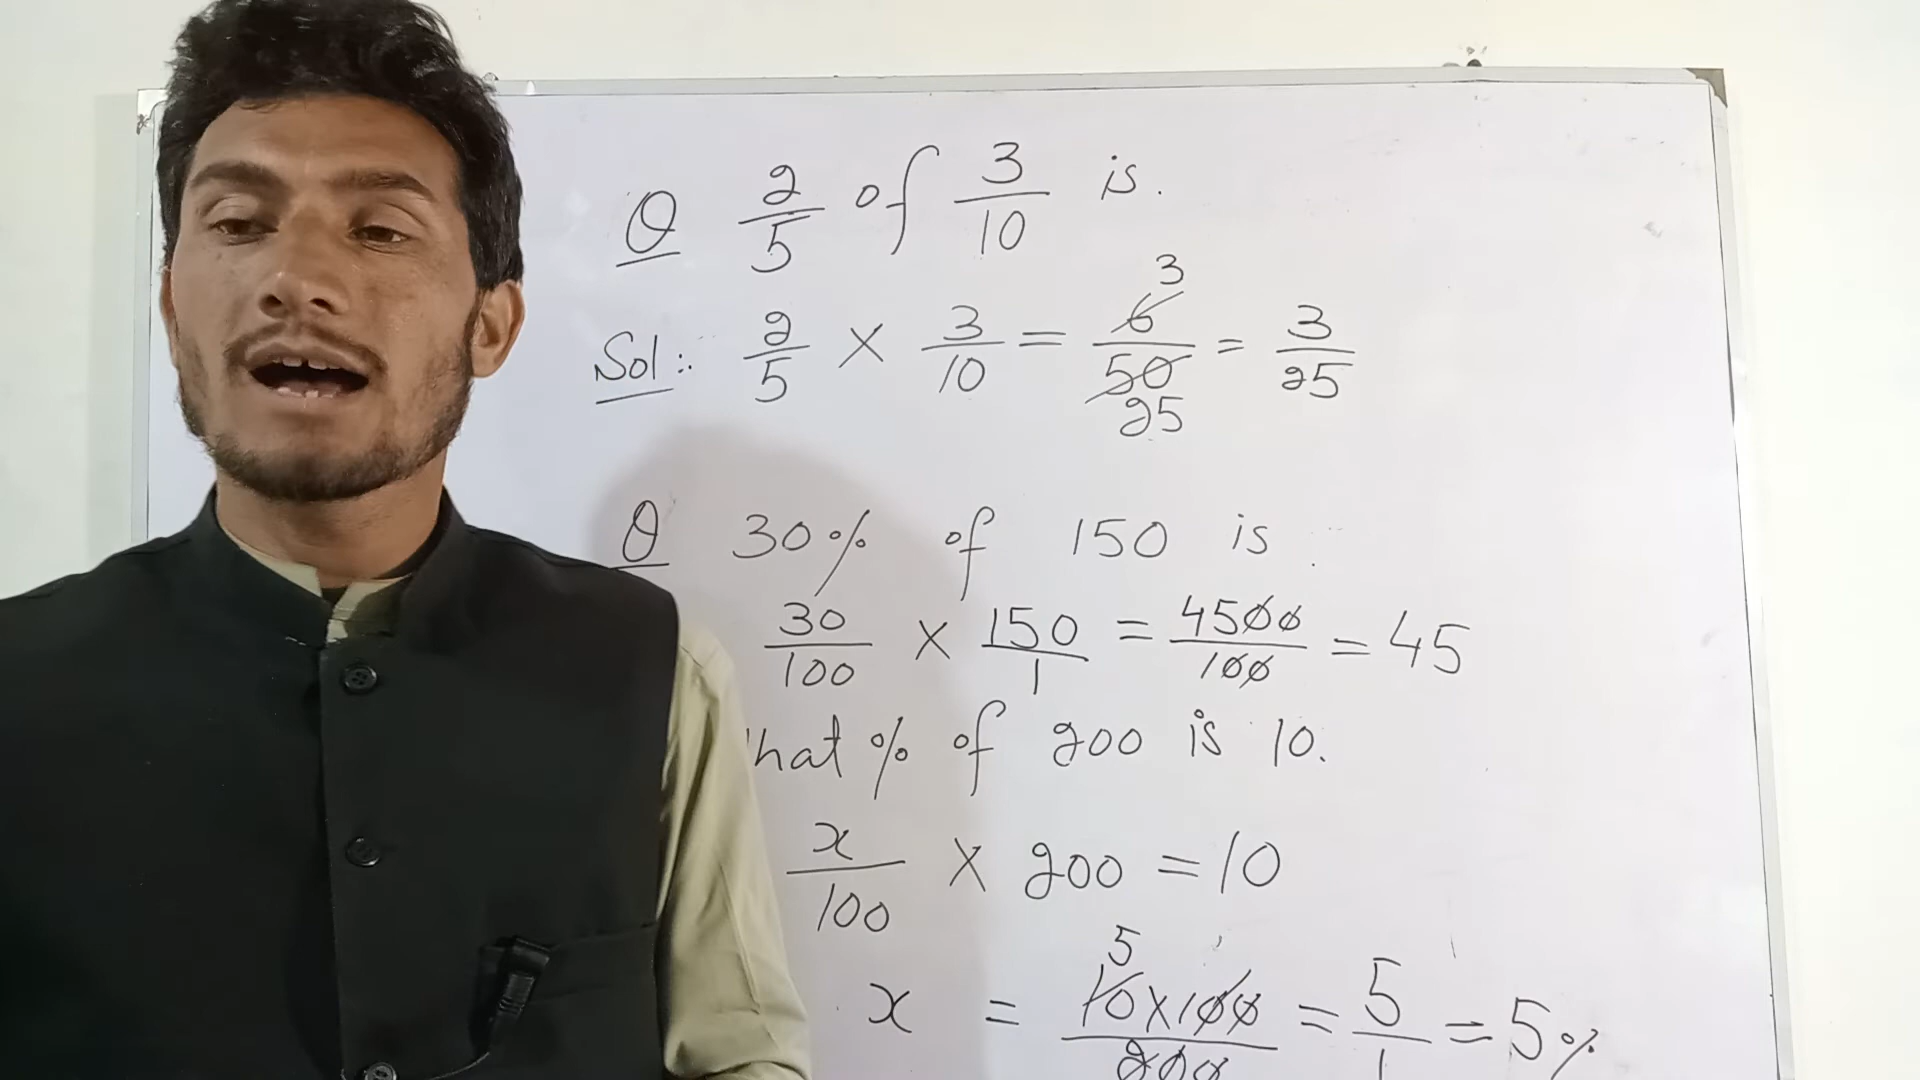 Q 2/5 of 3/10 is.
Sol:. 2/5 × 3/10 = 6/50 3 25 = 3/25
Q 30% of 150 is
30/100 × 150/1 = 4500/100 = 45
hat % of 200 is 10.
x/100 × 200 = 10
x = 5 10×100/200 = 5/1 = 5%